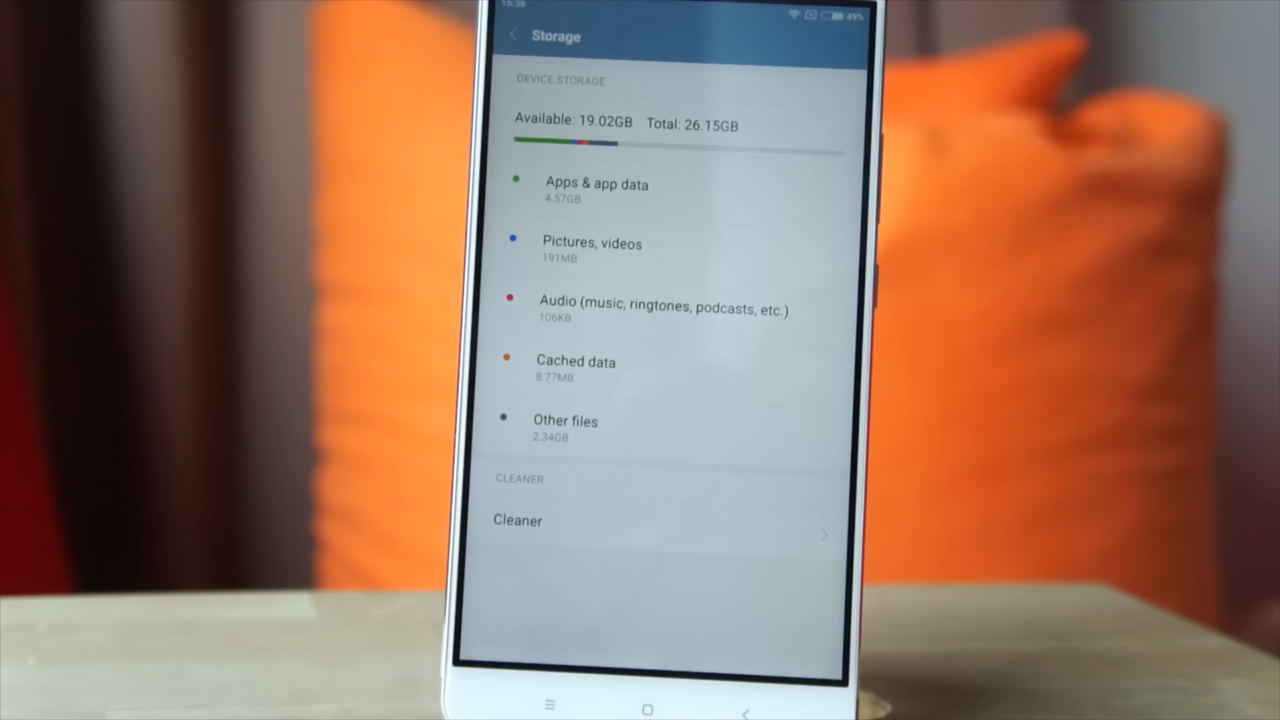 15:36
49%
Storage
DEVICE STORAGE
Available: 19.02GB Total: 26.15GB
Apps & app data
4.57GB
Pictures, videos
191MB
Audio (music, ringtones, podcasts, etc.)
106KB
Cached data
8.77MB
Other files
2.34GB
CLEANER
Cleaner